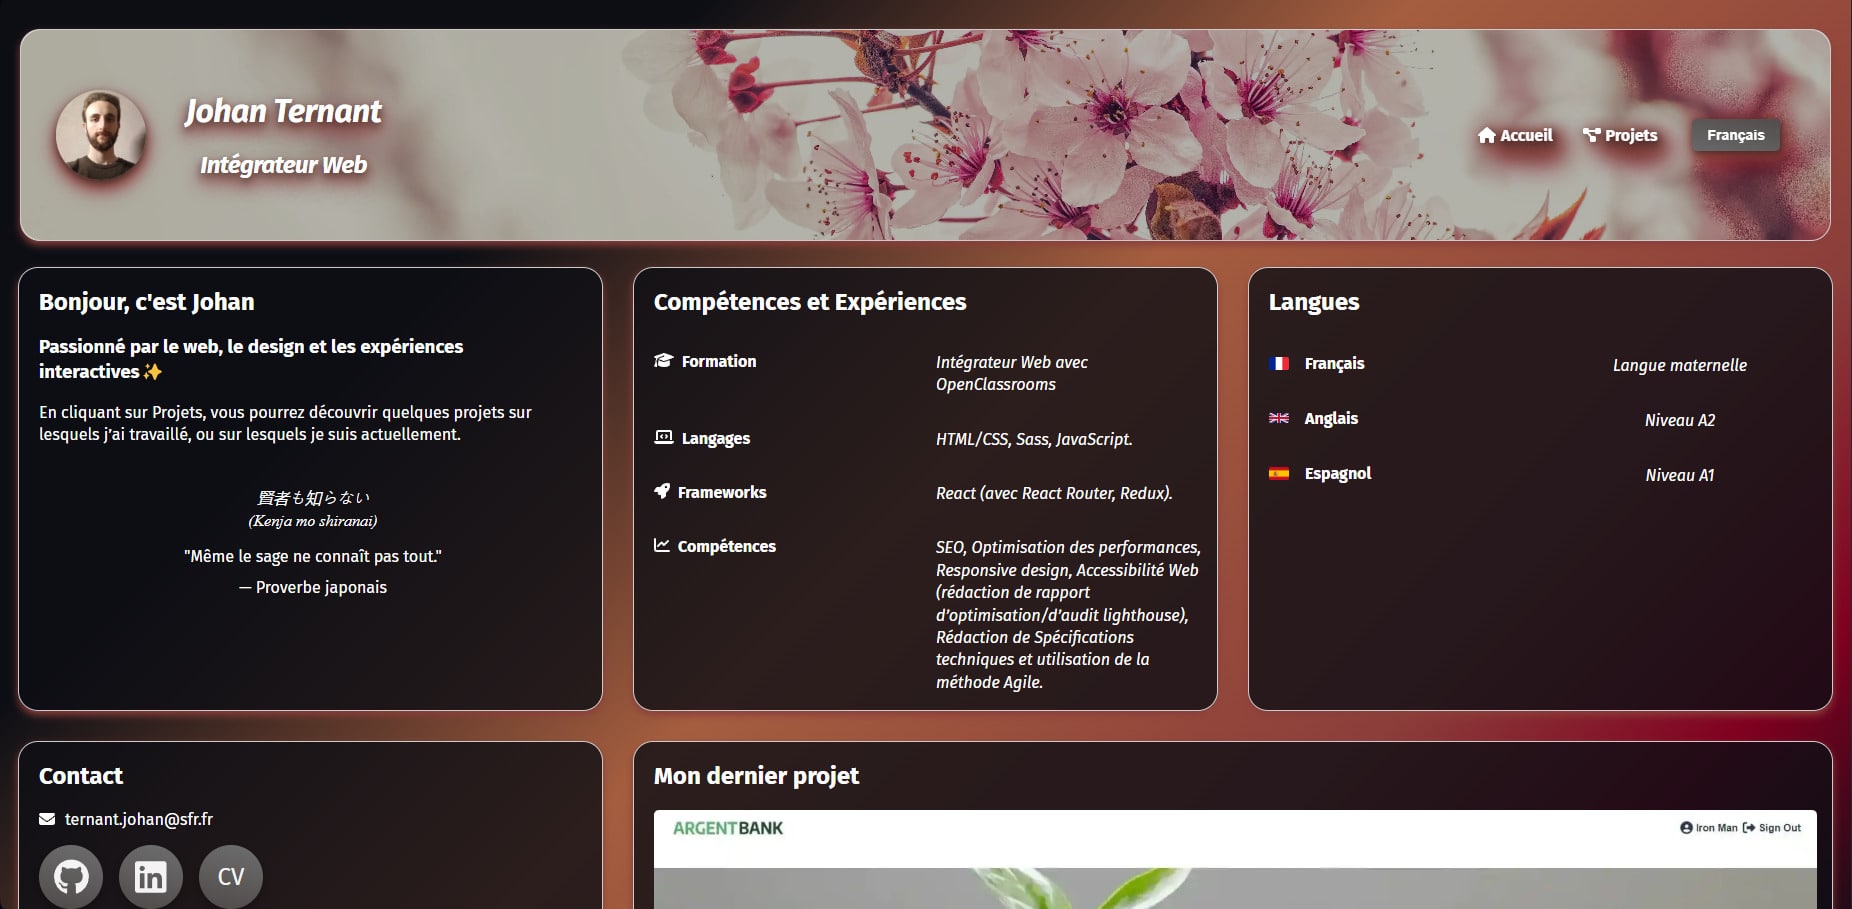 Johan Ternant
Intégrateur Web
Accueil
Projets
Français
Bonjour, c'est Johan
Passionné par le web, le design et les expériences
interactives✨
En cliquant sur Projets, vous pourrez découvrir quelques projets sur
lesquels j'ai travaillé, ou sur lesquels je suis actuellement.
賢者も知らない
(Kenja mo shiranai)
"Même le sage ne connaît pas tout."
— Proverbe japonais
Compétences et Expériences
Formation
Intégrateur Web avec
OpenClassrooms
Langages
HTML/CSS, Sass, JavaScript.
Frameworks
React (avec React Router, Redux).
Compétences
SEO, Optimisation des performances,
Responsive design, Accessibilité Web
(rédaction de rapport
d'optimisation/d'audit lighthouse),
Rédaction de Spécifications
techniques et utilisation de la
méthode Agile.
Langues
Français
Langue maternelle
Anglais
Niveau A2
Espagnol
Niveau A1
Contact
ternant.johan@sfr.fr
CV
Mon dernier projet
ARGENTBANK
Iron Man
Sign Out